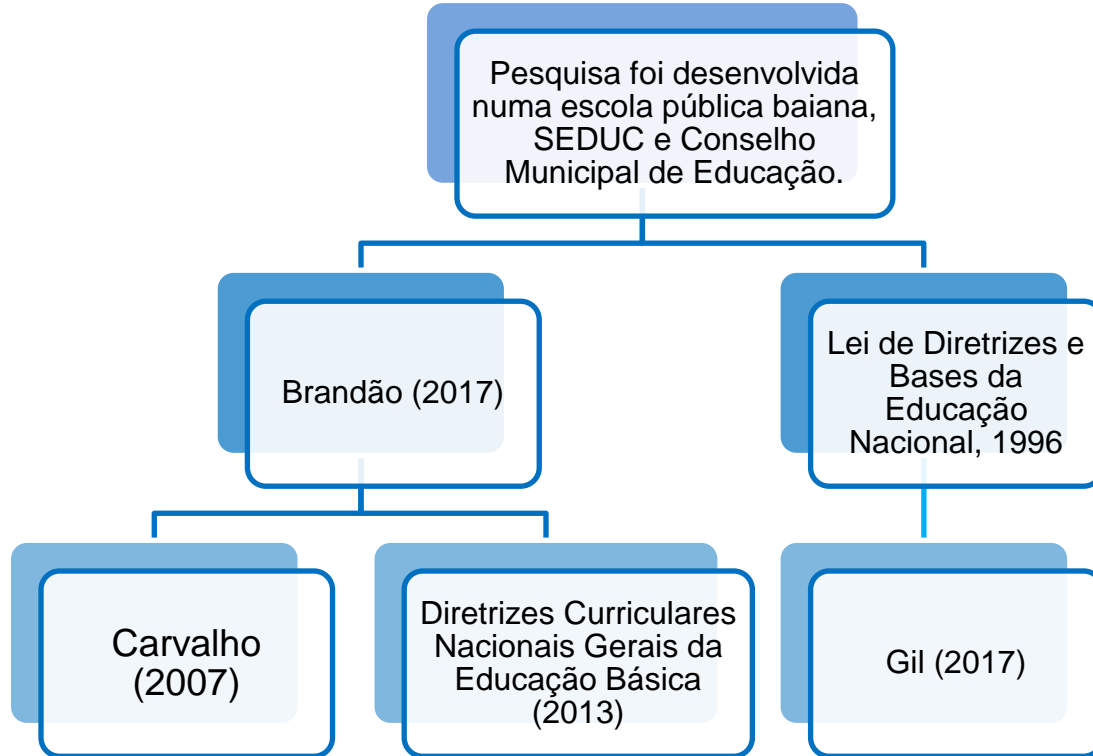 Pesquisa foi desenvolvida
numa escola pública baiana,
SEDUC e Conselho
Municipal de Educação.
Brandão (2017)
Lei de Diretrizes e
Bases da
Educação
Nacional, 1996
Carvalho
(2007)
Diretrizes Curriculares
Nacionais Gerais da
Educação Básica
(2013)
Gil (2017)